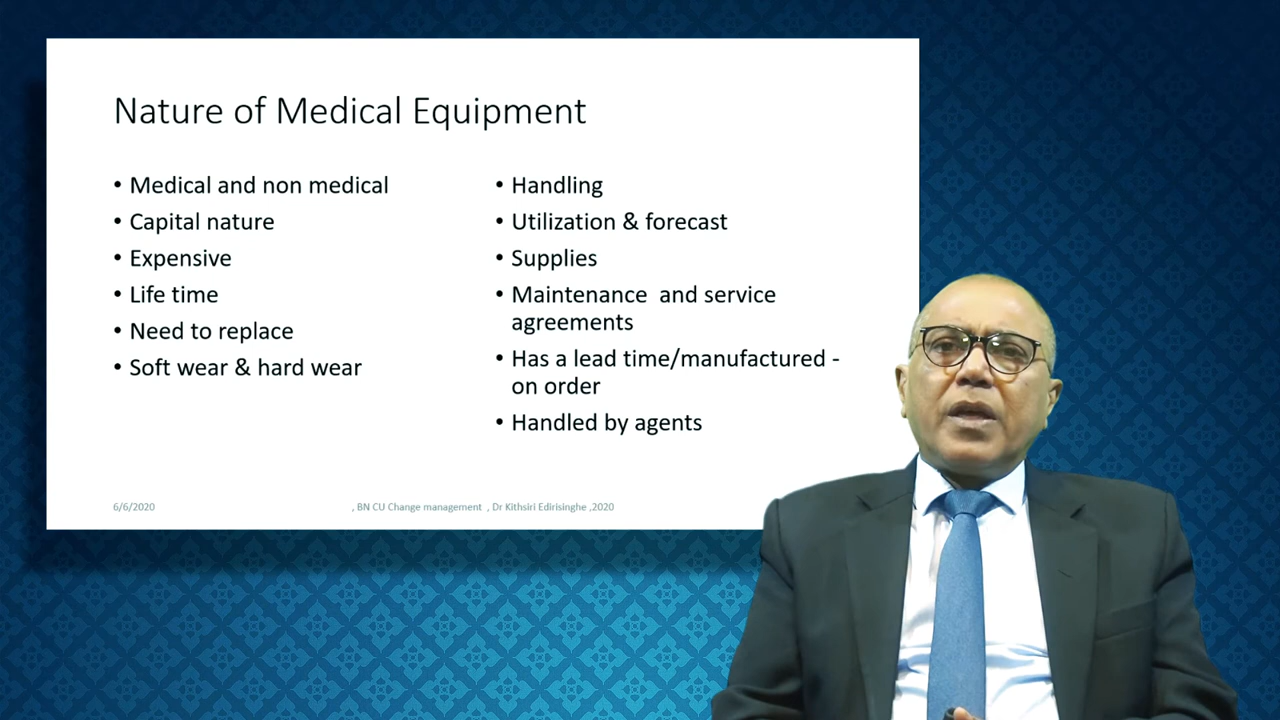 Nature of Medical Equipment
• Medical and non medical
• Capital nature
• Expensive
• Life time
• Need to replace
• Soft wear & hard wear
• Handling
• Utilization & forecast
• Supplies
• Maintenance  and service
agreements
• Has a lead time/manufactured -
on order
• Handled by agents
6/6/2020
, BN CU Change management  , Dr Kithsiri Edirisinghe ,2020